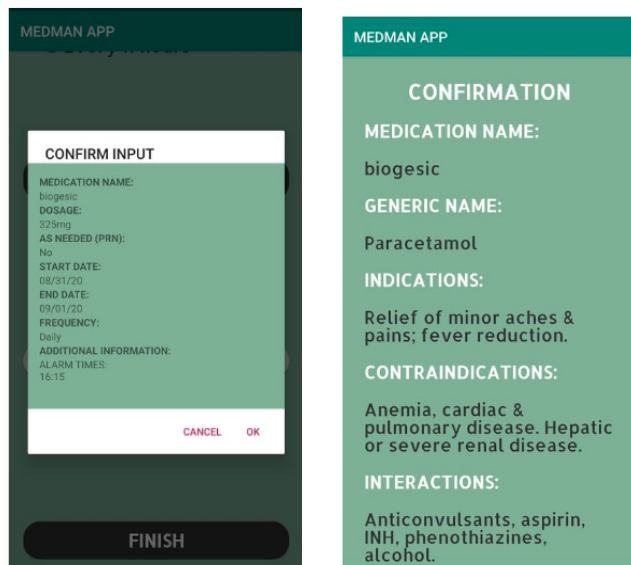 MEDMAN APP
CONFIRM INPUT
MEDICATION NAME:
biogesic
DOSAGE:
325mg
AS NEEDED (PRN):
No
START DATE:
08/31/20
END DATE:
09/01/20
FREQUENCY:
Daily
ADDITIONAL INFORMATION:
ALARM TIMES:
16:15
CANCEL OK
FINISH
MEDMAN APP
CONFIRMATION
MEDICATION NAME:
biogesic
GENERIC NAME:
Paracetamol
INDICATIONS:
Relief of minor aches &
pains; fever reduction.
CONTRAINDICATIONS:
Anemia, cardiac &
pulmonary disease. Hepatic
or severe renal disease.
INTERACTIONS:
Anticonvulsants, aspirin,
INH, phenothiazines,
alcohol.